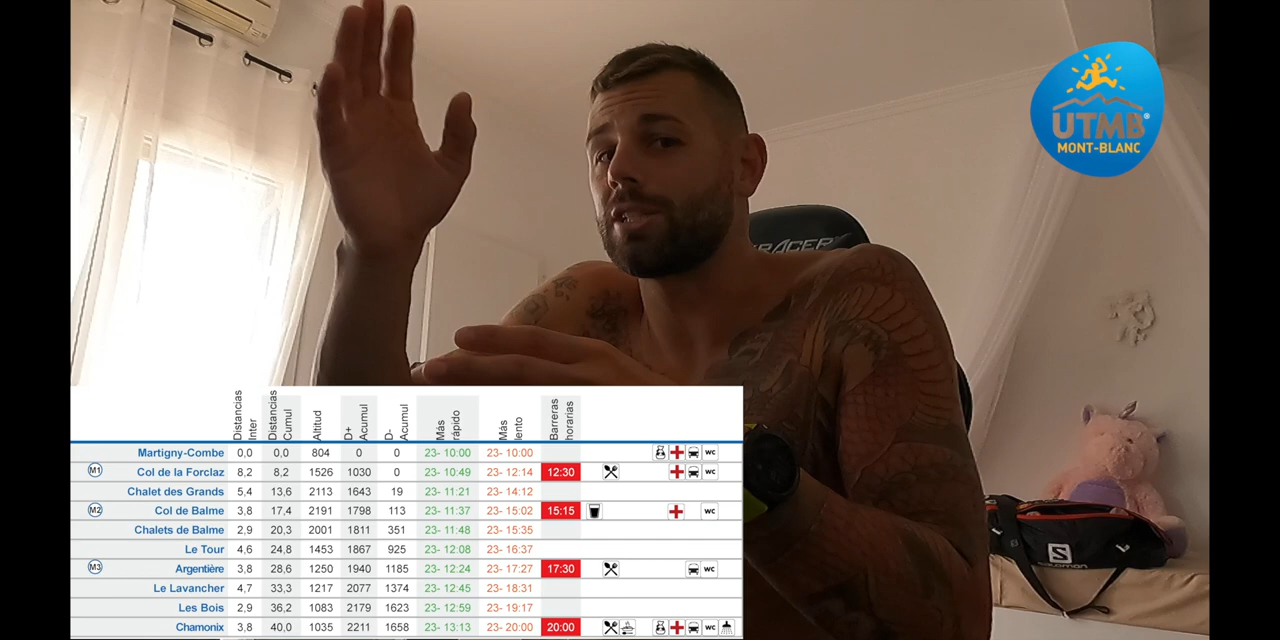 UTMB®
MONT-BLANC
RACER
S
salomon
Distancias Inter Distancias Cumul Altitud D+ Acumul D- Acumul Más rápido Más lento Barreras horarias
Martigny-Combe 0,0 0,0 804 0 0 23- 10:00 23- 10:00 WC
M1 Col de la Forclaz 8,2 8,2 1526 1030 0 23- 10:49 23- 12:14 12:30 WC
Chalet des Grands 5,4 13,6 2113 1643 19 23- 11:21 23- 14:12
M2 Col de Balme 3,8 17,4 2191 1798 113 23- 11:37 23- 15:02 15:15 WC
Chalets de Balme 2,9 20,3 2001 1811 351 23- 11:48 23- 15:35
Le Tour 4,6 24,8 1453 1867 925 23- 12:08 23- 16:37
M3 Argentière 3,8 28,6 1250 1940 1185 23- 12:24 23- 17:27 17:30 WC
Le Lavancher 4,7 33,3 1217 2077 1374 23- 12:45 23- 18:31
Les Bois 2,9 36,2 1083 2179 1623 23- 12:59 23- 19:17
Chamonix 3,8 40,0 1035 2211 1658 23- 13:13 23- 20:00 20:00 WC